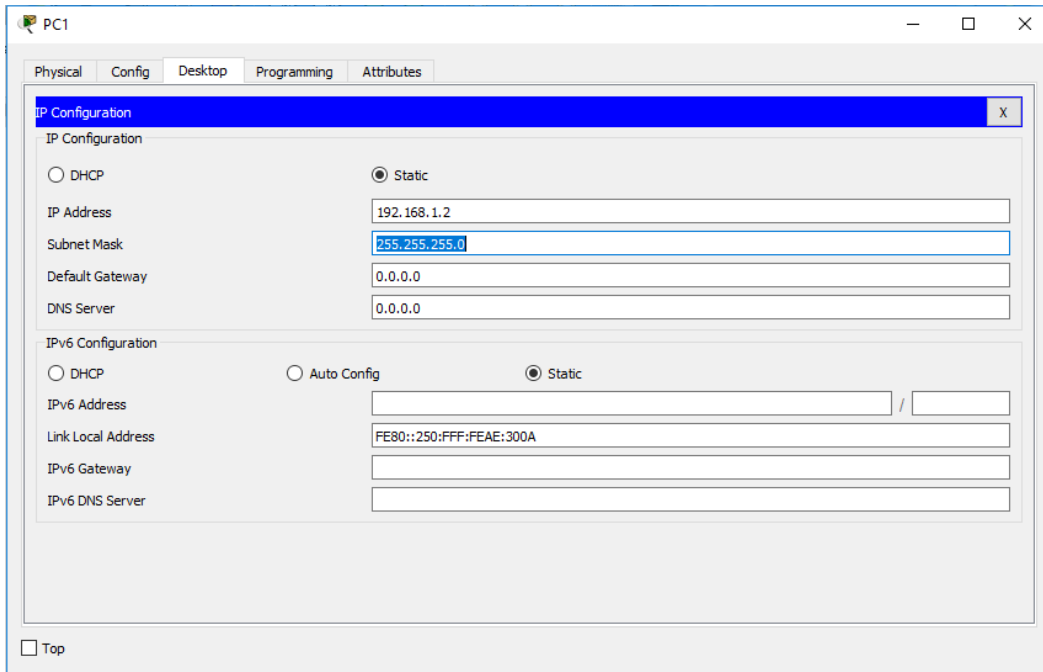 PC1
Physical Config Desktop Programming Attributes
IP Configuration X
IP Configuration
DHCP Static
IP Address 192.168.1.2
Subnet Mask 255.255.255.0
Default Gateway 0.0.0.0
DNS Server 0.0.0.0
IPv6 Configuration
DHCP Auto Config Static
IPv6 Address /
Link Local Address FE80::250:FFF:FEAE:300A
IPv6 Gateway
IPv6 DNS Server
Top